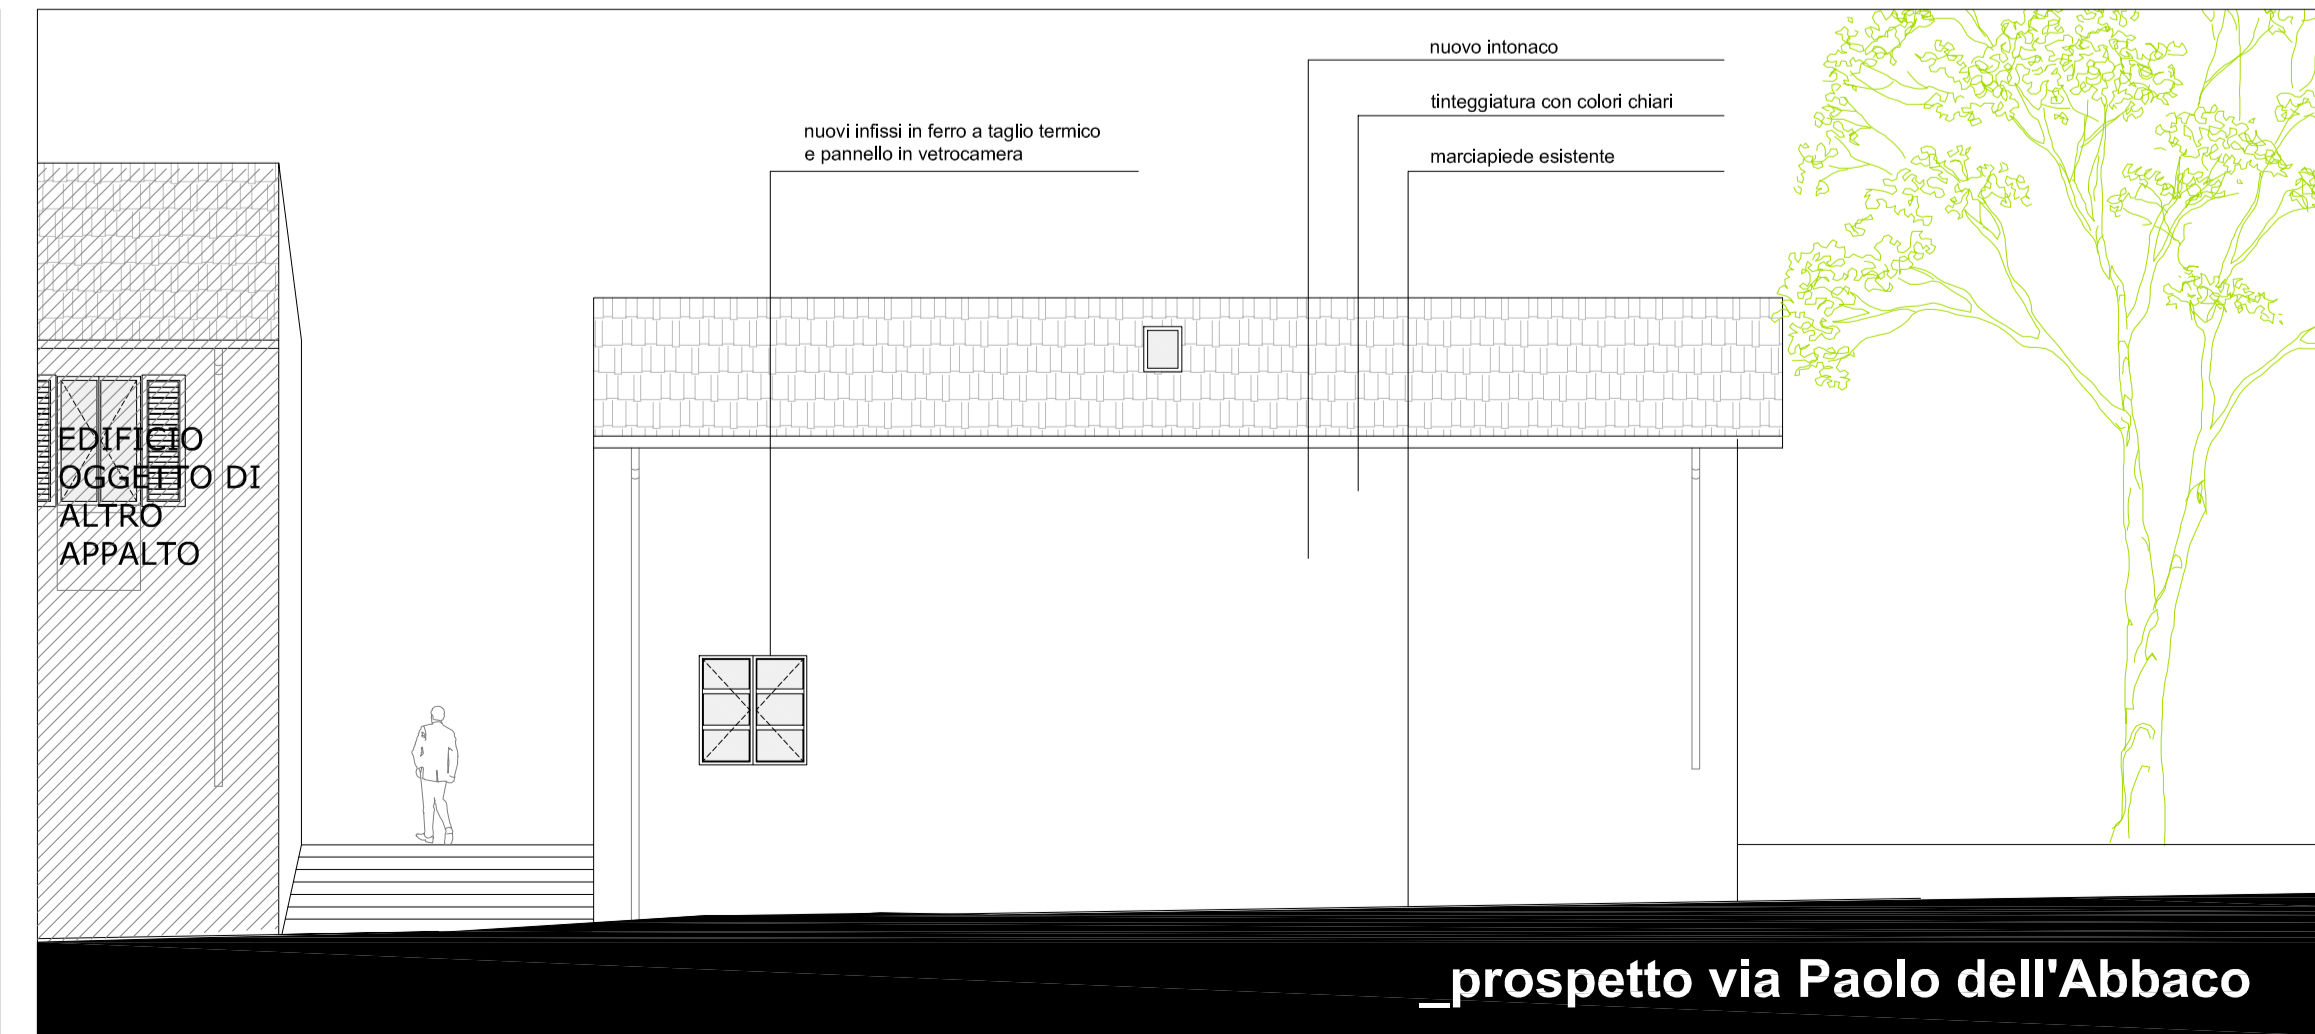 nuovo intonaco
tinteggiatura con colori chiari
nuovi infissi in ferro a taglio termico
e pannello in vetrocamera
marciapiede esistente
EDIFICIO
OGGETTO DI
ALTRO
APPALTO
_prospetto via Paolo dell'Abbaco